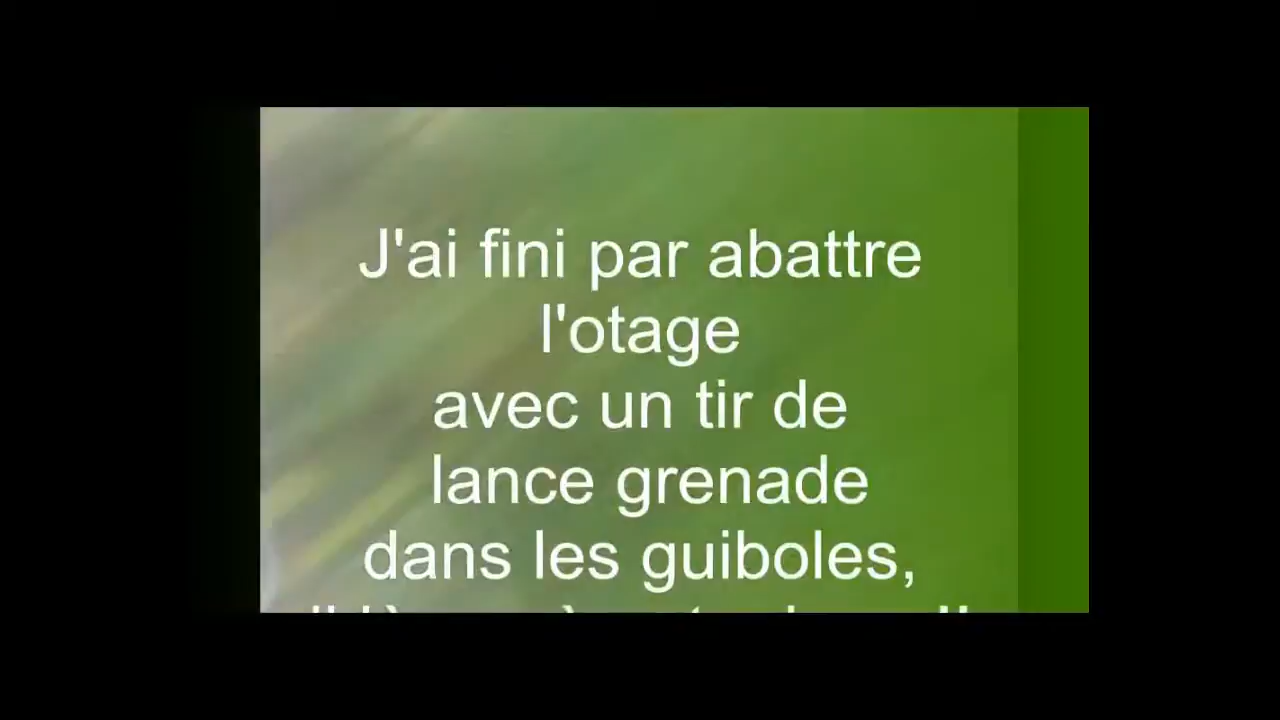 J'ai fini par abattre
l'otage
avec un tir de
lance grenade
dans les guiboles,